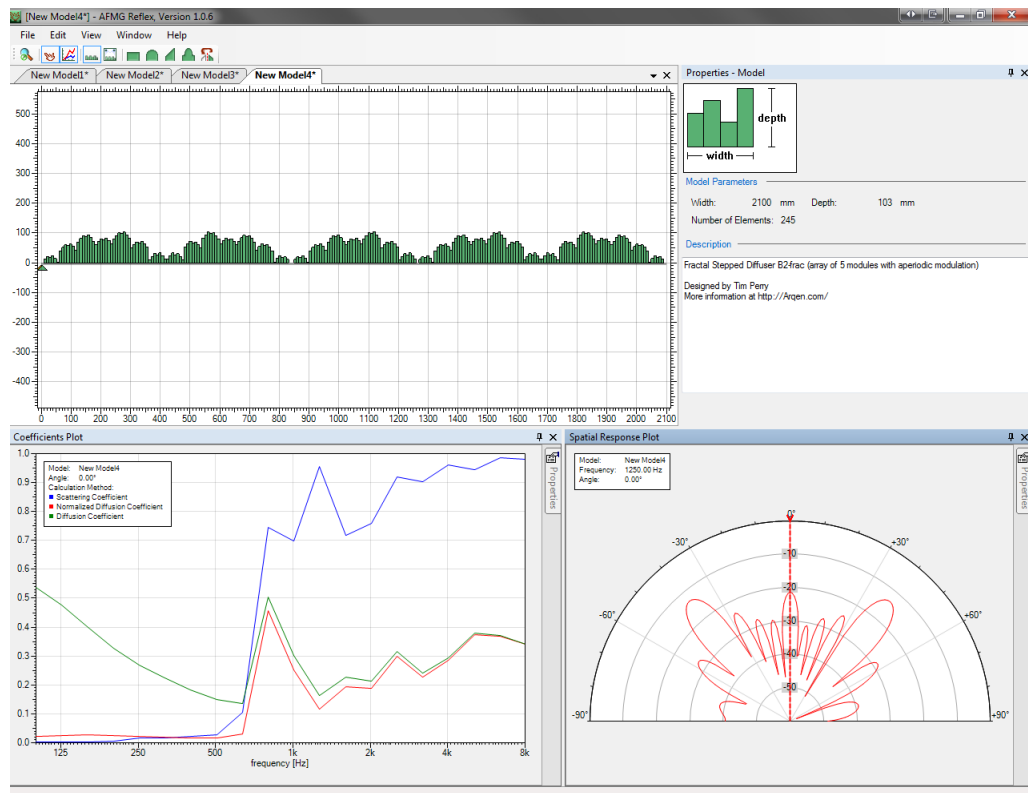 [New Model4*] - AFMG Reflex, Version 1.0.6
File Edit View Window Help
New Model1* New Model2* New Model3* New Model4*
500
400
300
200
100
0
-100
-200
-300
-400
0 100 200 300 400 500 600 700 800 900 1000 1100 1200 1300 1400 1500 1600 1700 1800 1900 2000 2100
Properties - Model
depth
width
Model Parameters
Width: 2100 mm Depth: 103 mm
Number of Elements: 245
Description
Fractal Stepped Diffuser B2-frac (array of 5 modules with aperiodic modulation)
Designed by Tim Perry
More information at http://Arqen.com/
Coefficients Plot
Properties
Model: New Model4
Angle: 0.00°
Calculation Method:
Scattering Coefficient
Normalized Diffusion Coefficient
Diffusion Coefficient
1.0
0.9
0.8
0.7
0.6
0.5
0.4
0.3
0.2
0.1
0.0
125 250 500 1k 2k 4k 8k
frequency [Hz]
Spatial Response Plot
Properties
Model: New Model4
Frequency: 1250.00 Hz
Angle: 0.00°
0°
-30° +30°
-60° +60°
-90° +90°
-10
-20
-30
-40
-50